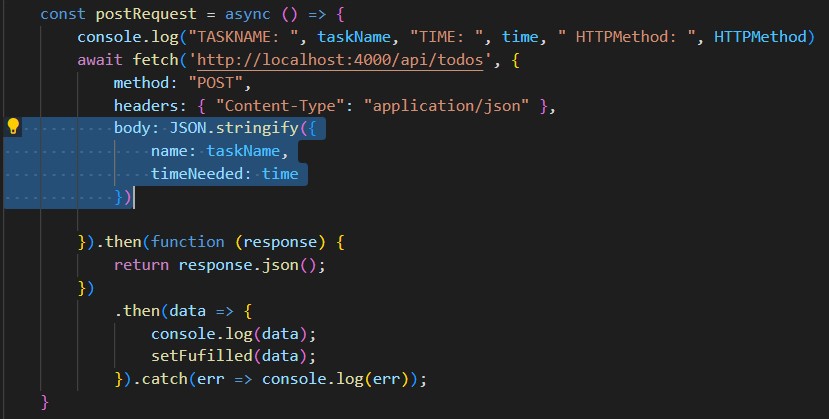 const postRequest = async () => {
console.log("TASKNAME: ", taskName, "TIME: ", time, " HTTPMethod: ", HTTPMethod)
await fetch('http://localhost:4000/api/todos', {
method: "POST",
headers: { "Content-Type": "application/json" },
body: JSON.stringify({
name: taskName,
timeNeeded: time
})
}).then(function (response) {
return response.json();
})
.then(data => {
console.log(data);
setFufilled(data);
}).catch(err => console.log(err));
}